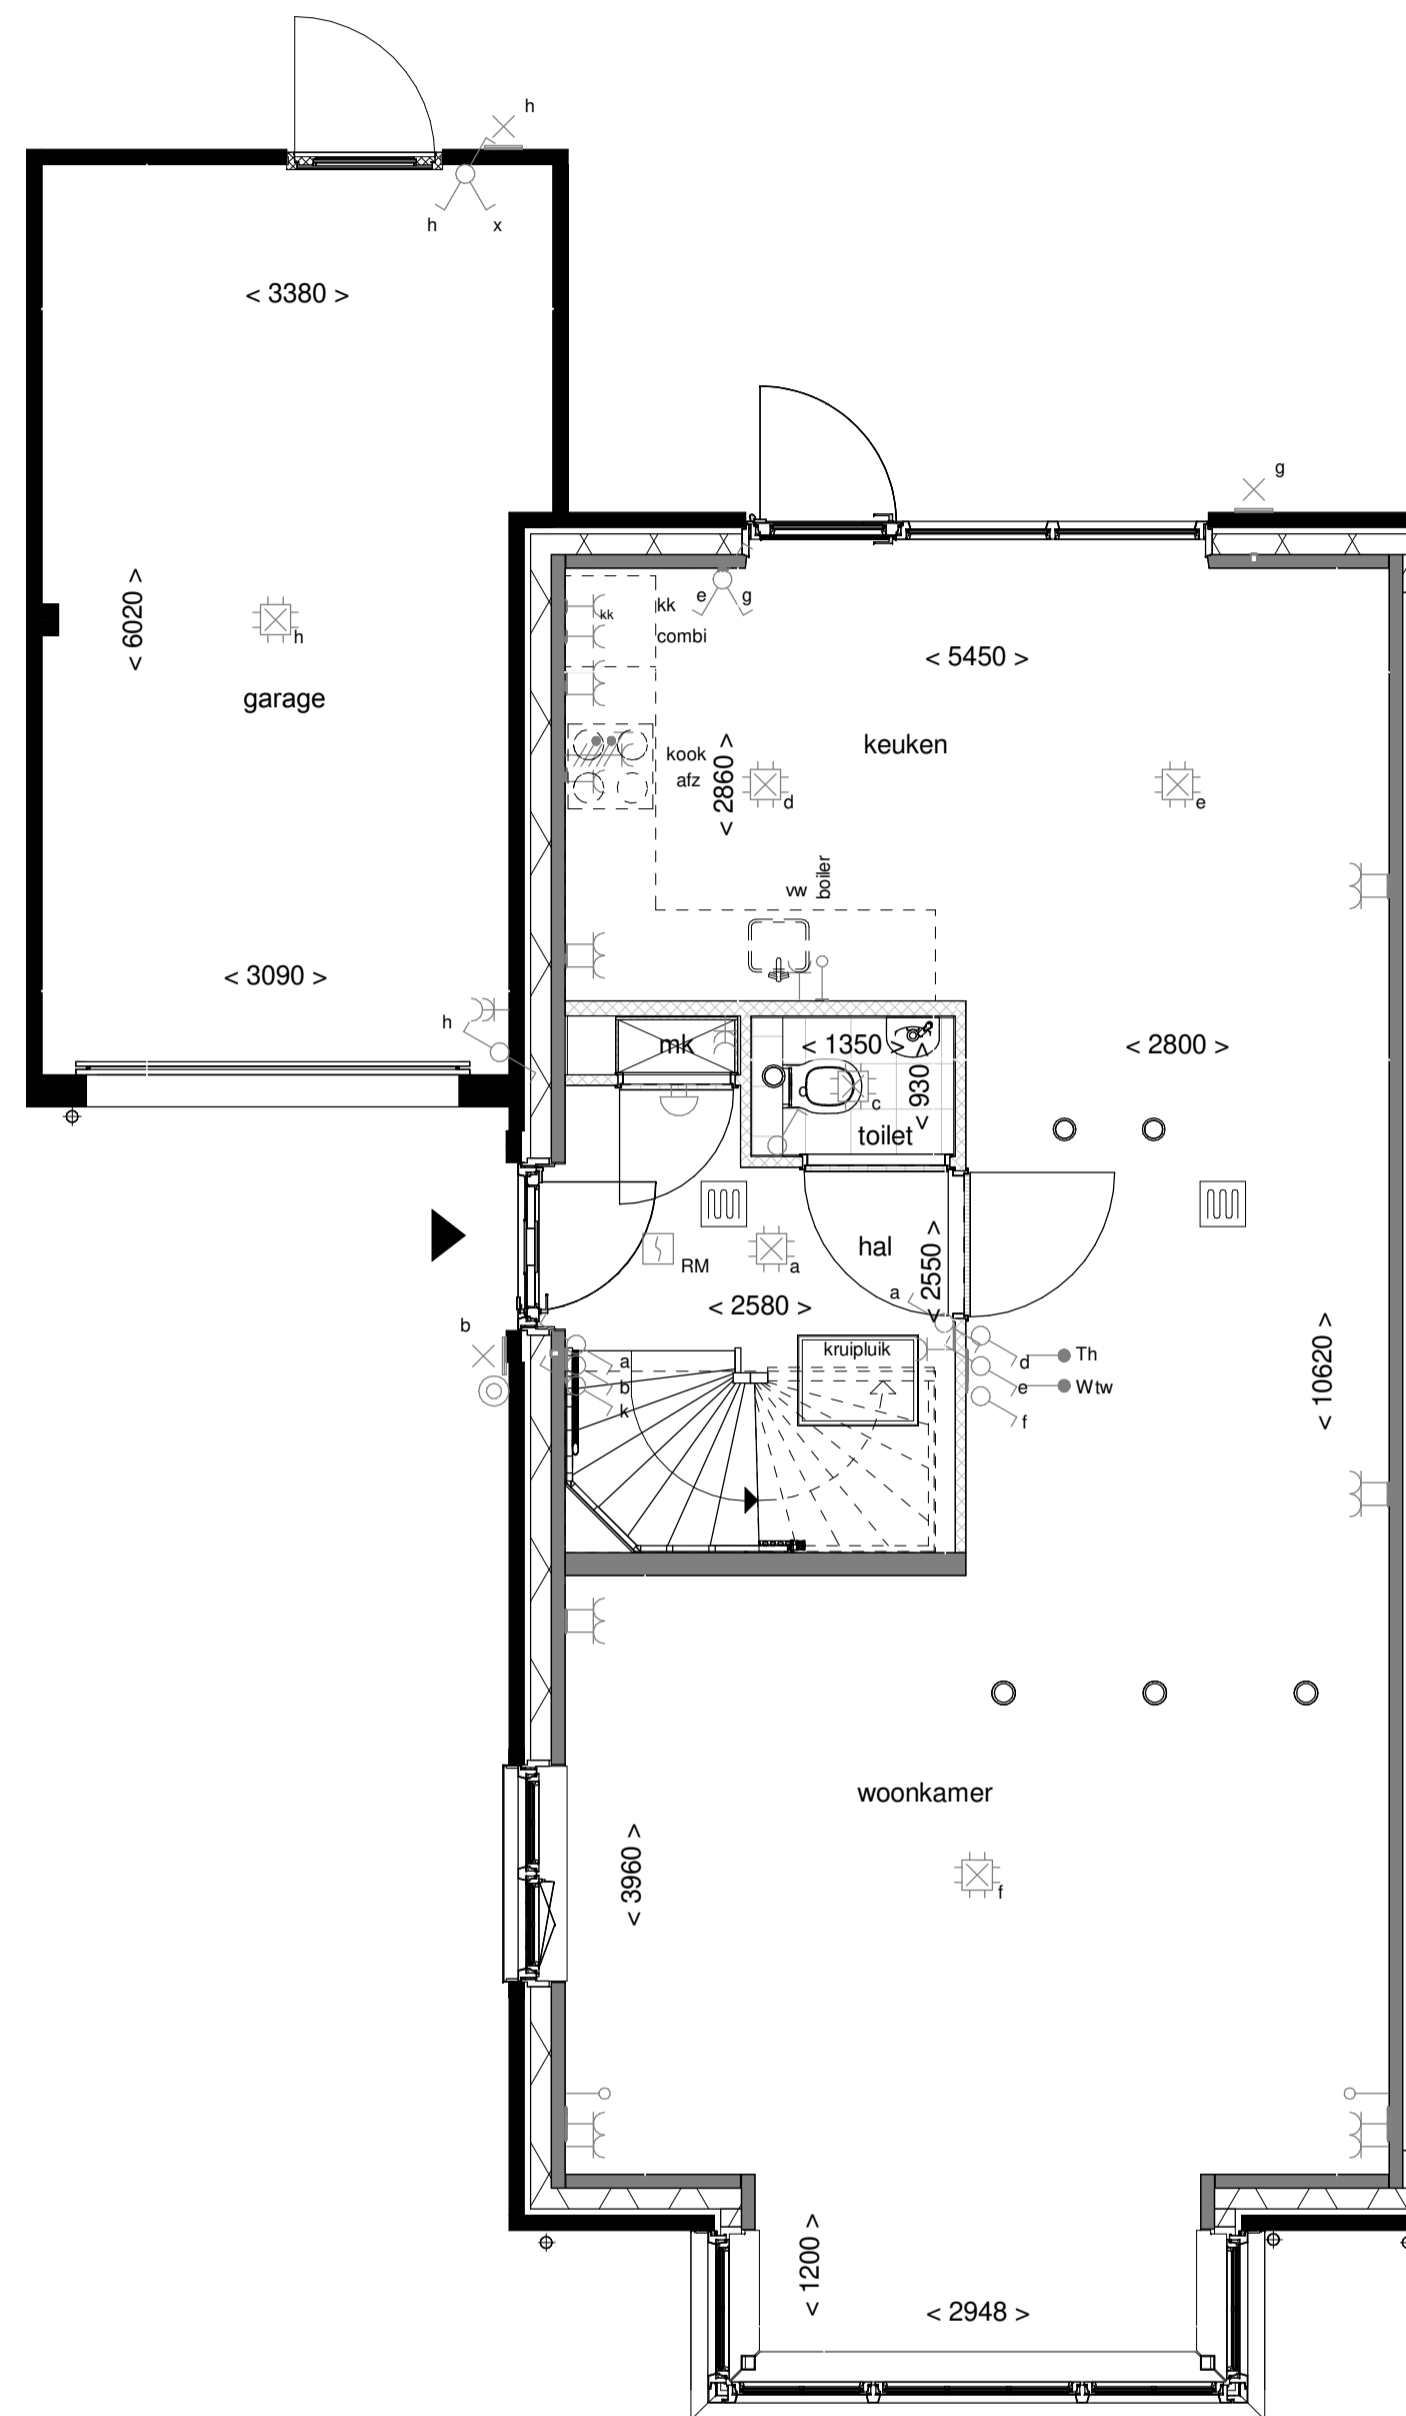 h
h
x
< 3380 >
g
e
g
kk
kk
combi
< 5450 >
< 6020 >
h
garage
keuken
kook
afz
< 2860 >
d
e
vw
boiler
< 3090 >
h
mk
< 1350 >
< 930 >
c
c
toilet
< 2800 >
hal
RM
a
< 2550 >
< 2580 >
a
b
kruipluik
a
b
k
d
Th
e
Wtw
f
< 10620 >
woonkamer
< 3960 >
f
< 1200 >
< 2948 >